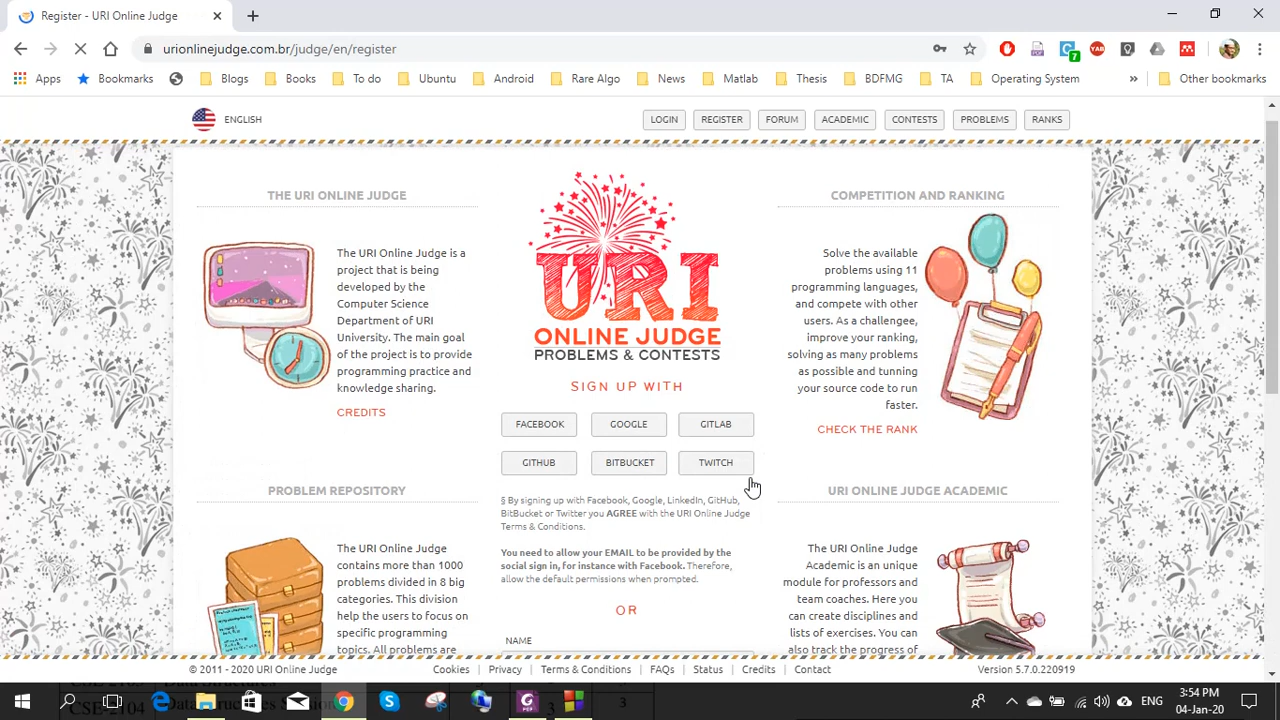 Register - URI Online Judge
urionlinejudge.com.br/judge/en/register
7
YAB
Apps
Bookmarks
Blogs
Books
To do
Ubuntu
Android
Rare Algo
News
Matlab
Thesis
BDFMG
TA
Operating System
Other bookmarks
ENGLISH
LOGIN
REGISTER
FORUM
ACADEMIC
CONTESTS
PROBLEMS
RANKS
THE URI ONLINE JUDGE
The URI Online Judge is a
project that is being
developed by the
Computer Science
Department of URI
University. The main goal
of the project is to provide
programming practice and
knowledge sharing.
CREDITS
URI
ONLINE JUDGE
PROBLEMS & CONTESTS
SIGN UP WITH
FACEBOOK
GOOGLE
GITLAB
GITHUB
BITBUCKET
TWITCH
§ By signing up with Facebook, Google, LinkedIn, GitHub,
BitBucket or Twitter you AGREE with the URI Online Judge
Terms & Conditions.
You need to allow your EMAIL to be provided by the
social sign in, for instance with Facebook. Therefore,
allow the default permissions when prompted.
OR
NAME
COMPETITION AND RANKING
Solve the available
problems using 11
programming languages,
and compete with other
users. As a challengee,
improve your ranking,
solving as many problems
as possible and tunning
your source code to run
faster.
CHECK THE RANK
PROBLEM REPOSITORY
The URI Online Judge
contains more than 1000
problems divided in 8 big
categories. This division
help the users to focus on
specific programming
topics. All problems are
URI ONLINE JUDGE ACADEMIC
The URI Online Judge
Academic is an unique
module for professors and
team coaches. Here you
can create disciplines and
lists of exercises. You can
also track the progress of
© 2011 - 2020 URI Online Judge
Cookies
Privacy
Terms & Conditions
FAQs
Status
Credits
Contact
Version 5.7.0.220919
ENG
3:54 PM
04-Jan-20